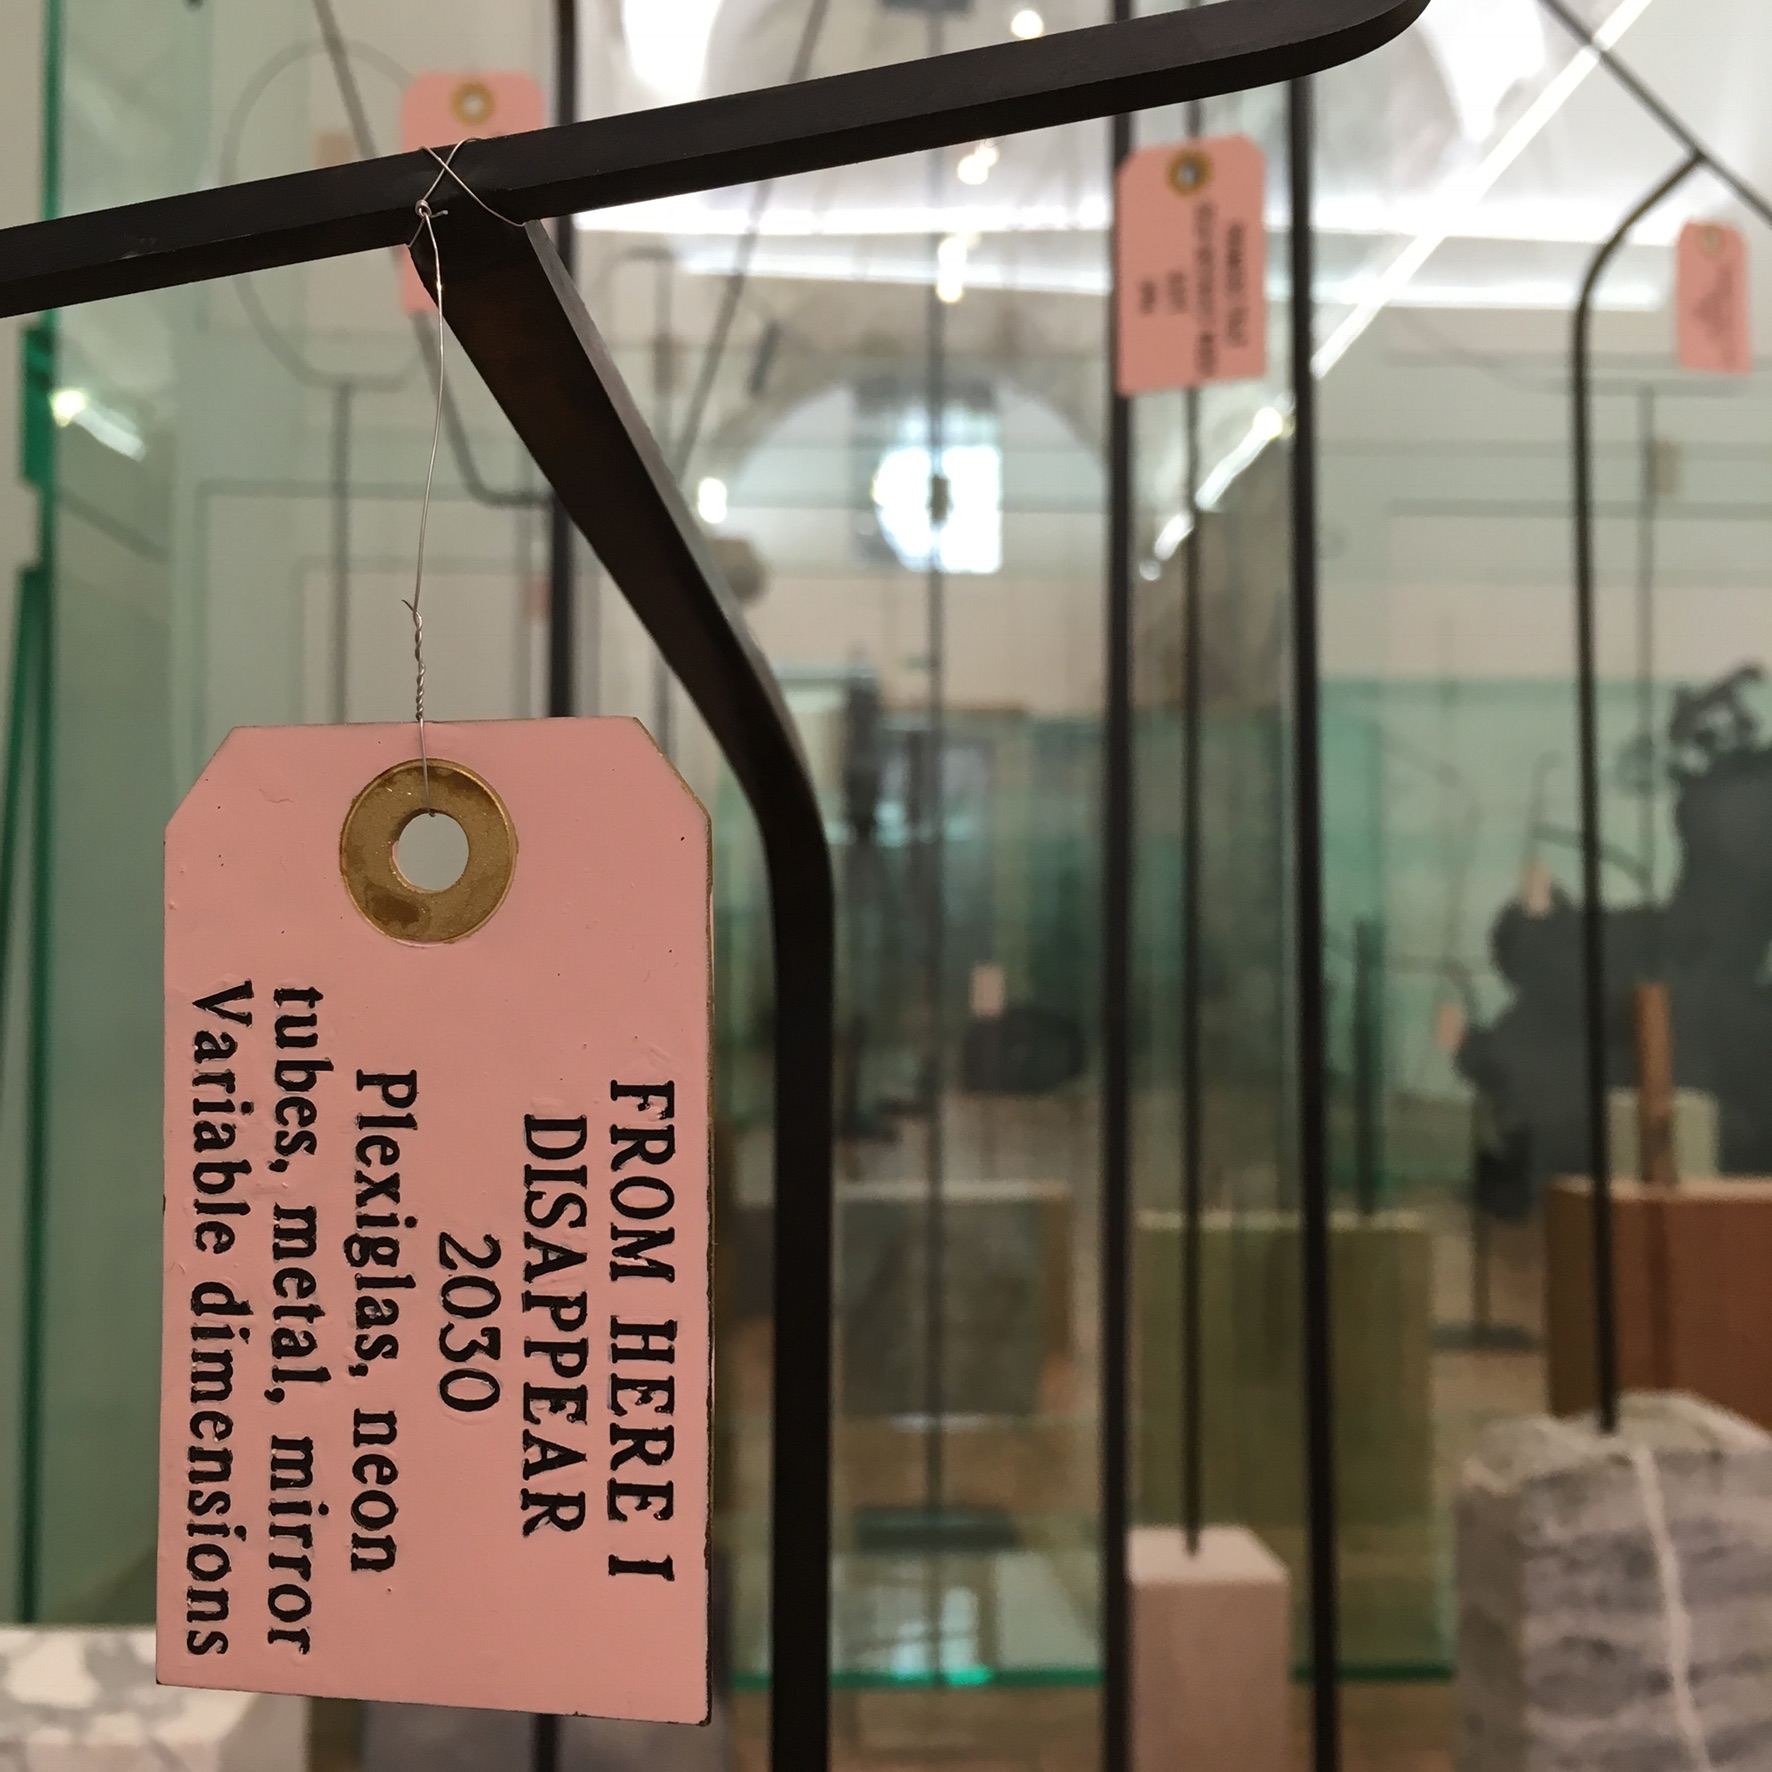 FROM HERE I
DISAPPEAR
2030
Plexiglas, neon
tubes, metal, mirror
Variable dimensions